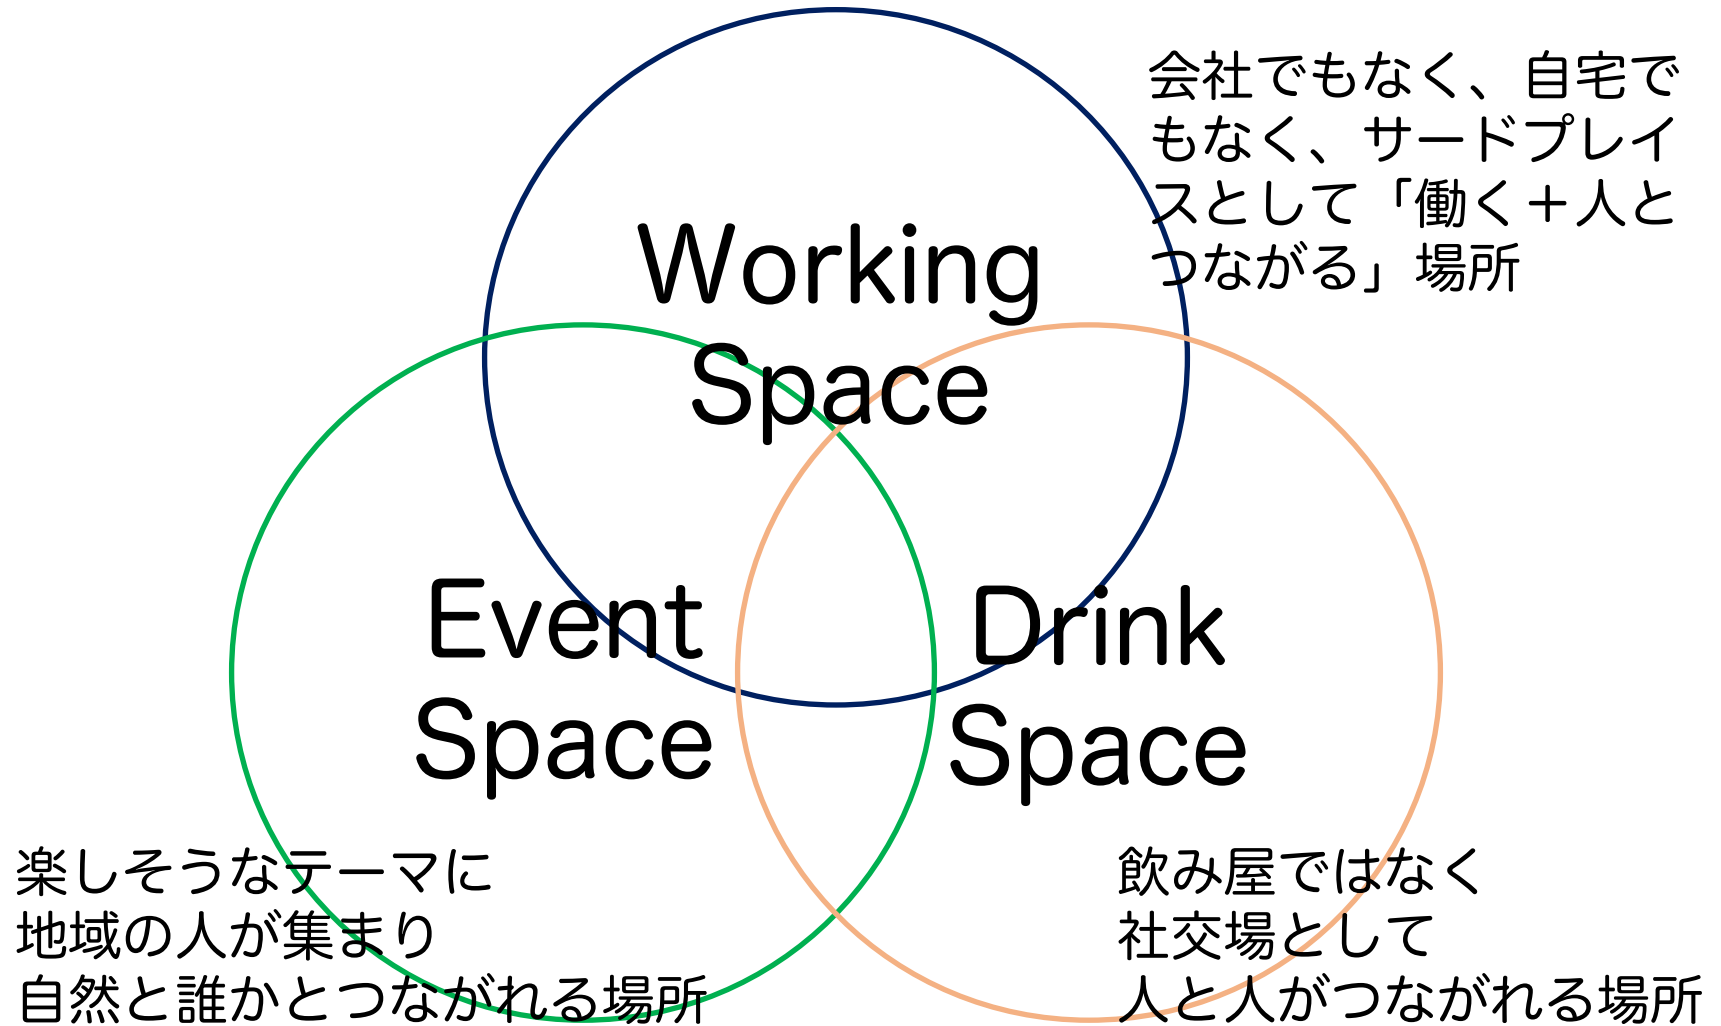 会社でもなく、自宅で
もなく、サードプレイ
スとして「働く＋人と
つながる」場所
Working
Space
Event
Space
Drink
Space
楽しそうなテーマに
地域の人が集まり
自然と誰かとつながれる場所
飲み屋ではなく
社交場として
人と人がつながれる場所